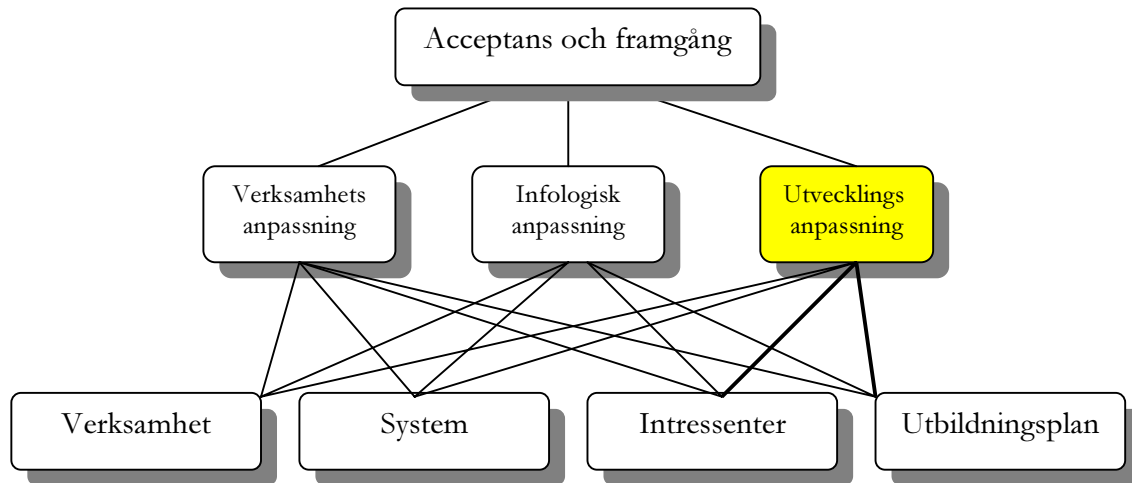 Acceptans och framgång
Verksamhets
anpassning
Infologisk
anpassning
Utvecklings
anpassning
Verksamhet
System
Intressenter
Utbildningsplan